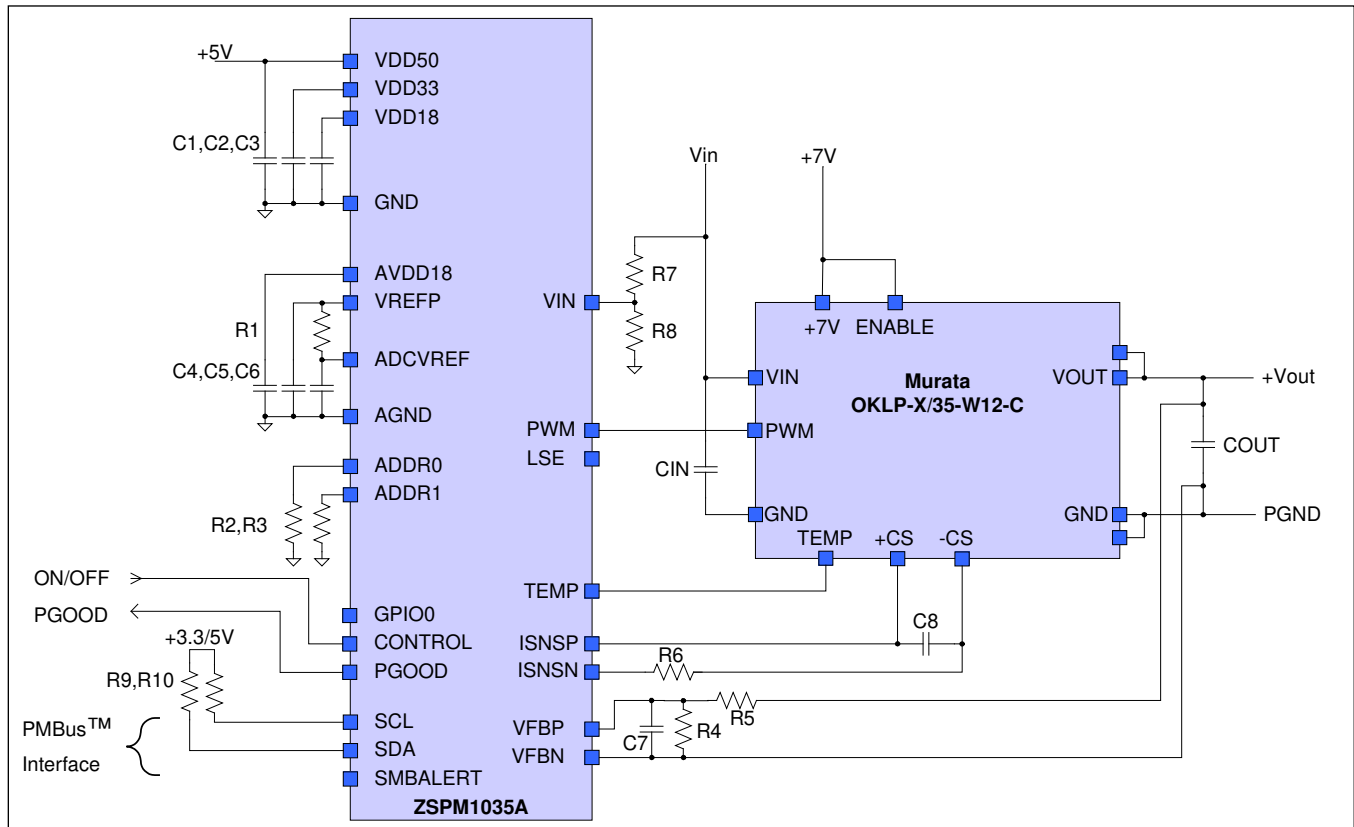 +5V
VDD50
VDD33
VDD18
C1,C2,C3
GND
AVDD18
VREFP
R1
ADCVREF
C4,C5,C6
AGND
ADDR0
ADDR1
R2,R3
ON/OFF
PGOOD
GPIO0
CONTROL
PGOOD
+3.3/5V
R9,R10
PMBus™
Interface
SCL
SDA
SMBALERT
ZSPM1035A
VIN
PWM
LSE
TEMP
ISNSP
ISNSN
VFBP
VFBN
Vin
R7
R8
CIN
+7V
+7V
ENABLE
VIN
PWM
GND
Murata
OKLP-X/35-W12-C
VOUT
GND
TEMP
+CS
-CS
+Vout
COUT
PGND
C8
R6
R5
R4
C7